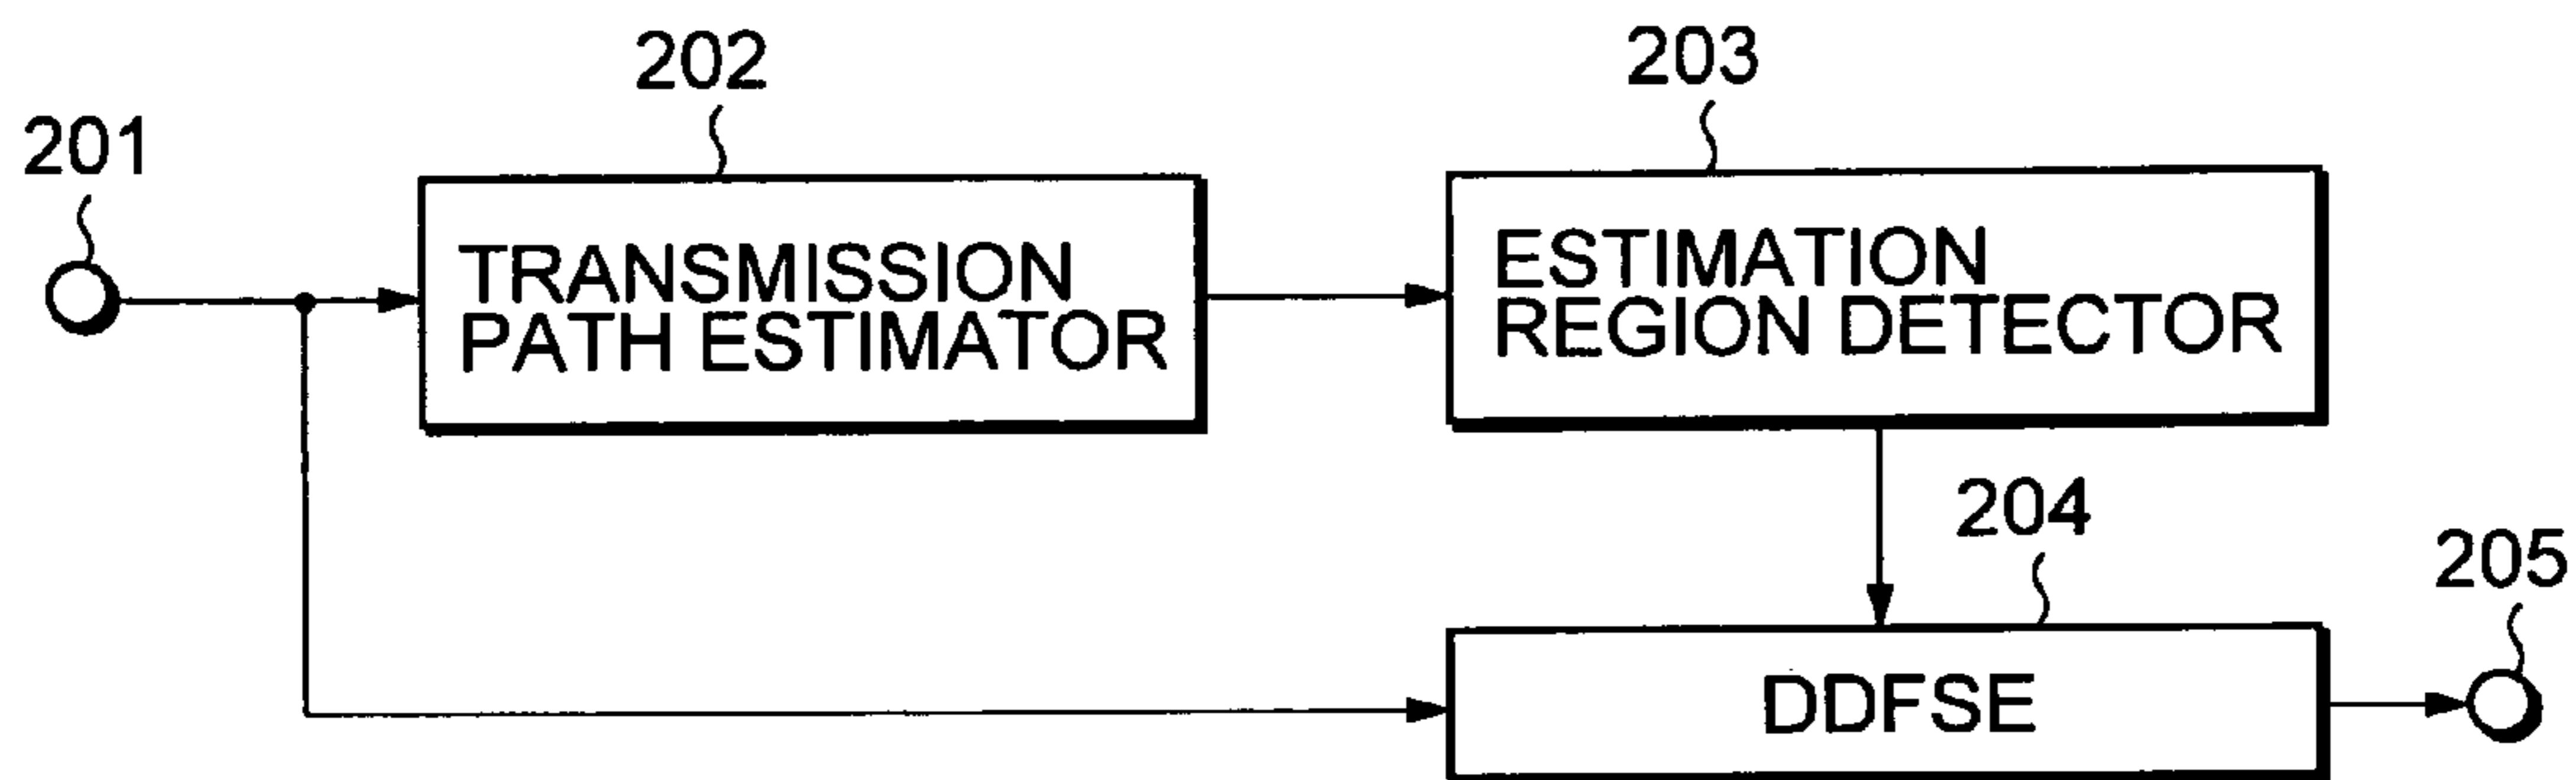 202
203
201
TRANSMISSION
PATH ESTIMATOR
ESTIMATION
REGION DETECTOR
204
205
DDFSE